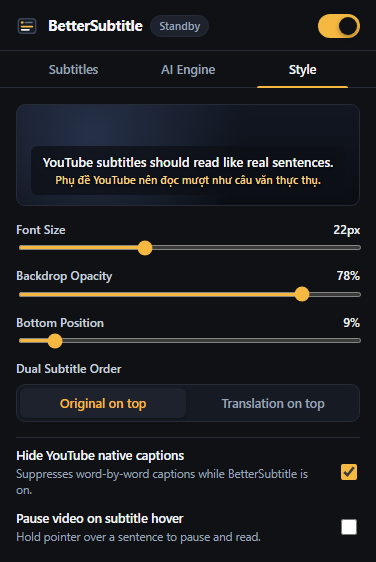 BetterSubtitle
Standby
Subtitles
AI Engine
Style
YouTube subtitles should read like real sentences.
Phụ đề YouTube nên đọc mượt như câu văn thực thụ.
Font Size
22px
Backdrop Opacity
78%
Bottom Position
9%
Dual Subtitle Order
Original on top
Translation on top
Hide YouTube native captions
Suppresses word-by-word captions while BetterSubtitle is
on.
Pause video on subtitle hover
Hold pointer over a sentence to pause and read.